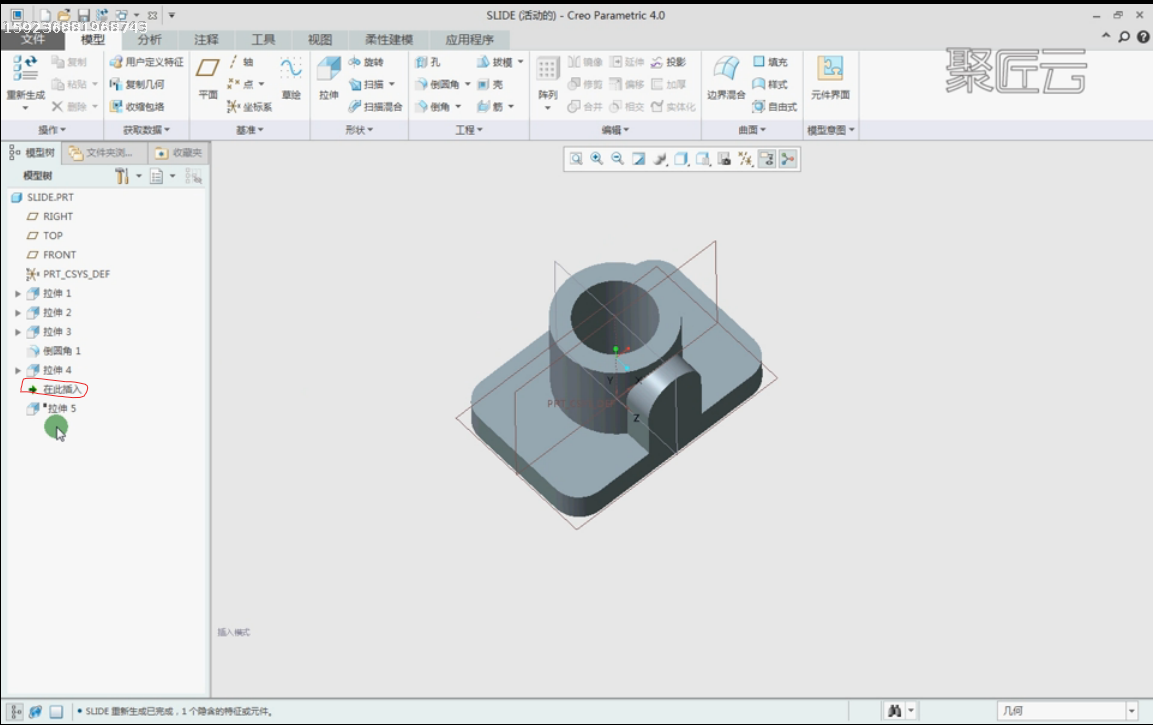 SLIDE (活动的) - Creo Parametric 4.0
15923688196874
文件 模型 分析 注释 工具 视图 柔性建模 应用程序
重新生成
复制
粘贴
删除
操作
用户定义特征
复制几何
收缩包络
获取数据
平面
轴
点
坐标系
草绘
基准
拉伸
旋转
扫描
扫描混合
形状
孔
倒圆角
倒角
拔模
壳
筋
工程
阵列
镜像
延伸
投影
修剪
偏移
加厚
合并
相交
实体化
编辑
边界混合
填充
样式
自由式
曲面
元件界面
模型意图
聚匠云
模型树 文件夹浏... 收藏夹
模型树
SLIDE.PRT
RIGHT
TOP
FRONT
PRT_CSYS_DEF
拉伸 1
拉伸 2
拉伸 3
倒圆角 1
拉伸 4
在此插入
拉伸 5
Y
X
Z
插入模式
SLIDE 重新生成已完成，1 个隐含的特征或元件。
几何